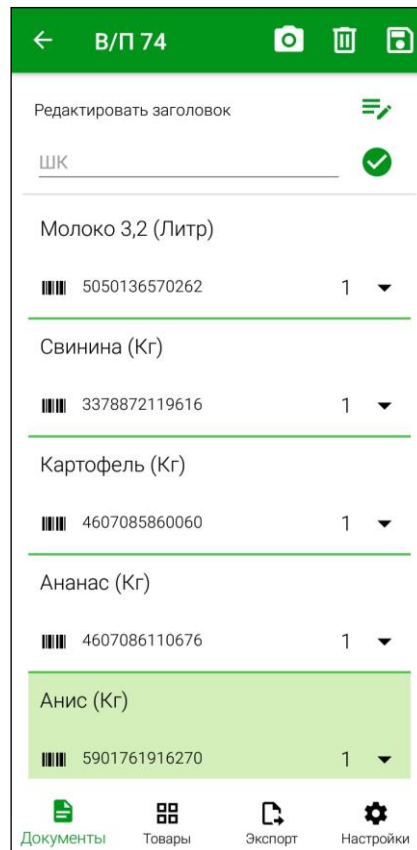 В/П 74
Редактировать заголовок
ШК
Молоко 3,2 (Литр)
5050136570262 1
Свинина (Кг)
3378872119616 1
Картофель (Кг)
4607085860060 1
Ананас (Кг)
4607086110676 1
Анис (Кг)
5901761916270 1
Документы Товары Экспорт Настройки